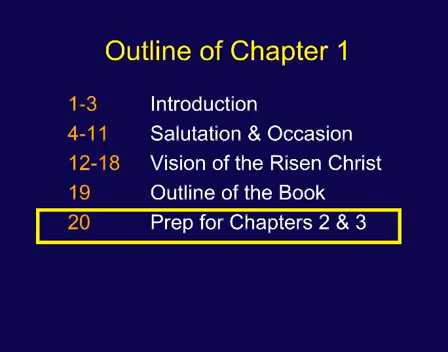 Outline of Chapter 1
1-3 Introduction
4-11 Salutation & Occasion
12-18 Vision of the Risen Christ
19 Outline of the Book
20 Prep for Chapters 2 & 3